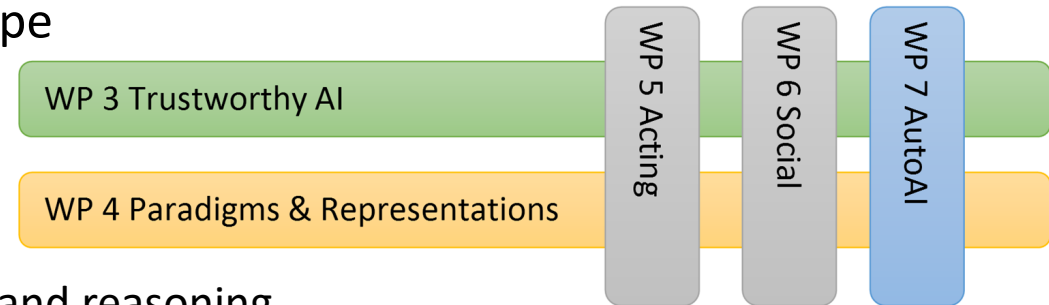 pe
WP 3 Trustworthy AI
WP 4 Paradigms & Representations
WP 5 Acting
WP 6 Social
WP 7 AutoAI
and reasoning